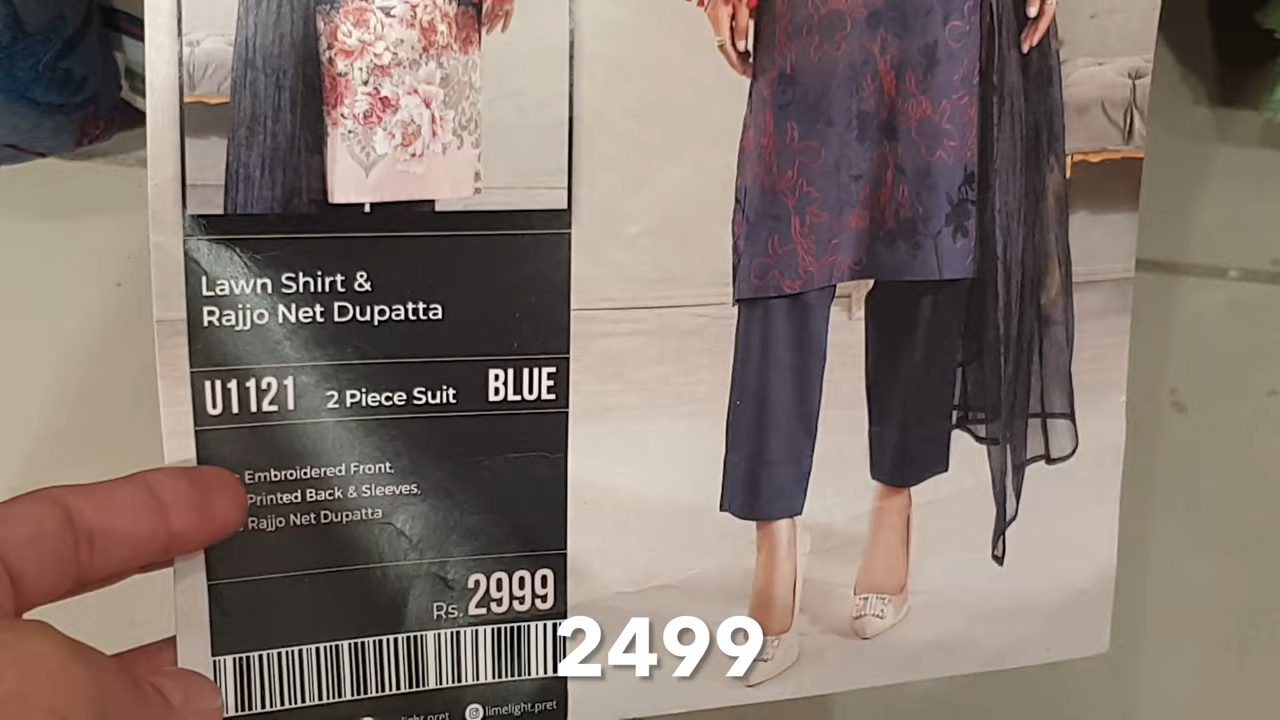 Lawn Shirt &
Rajjo Net Dupatta
U1121 2 Piece Suit BLUE
Embroidered Front,
Printed Back & Sleeves,
Rajjo Net Dupatta
Rs. 2999
2499
limelight.pret